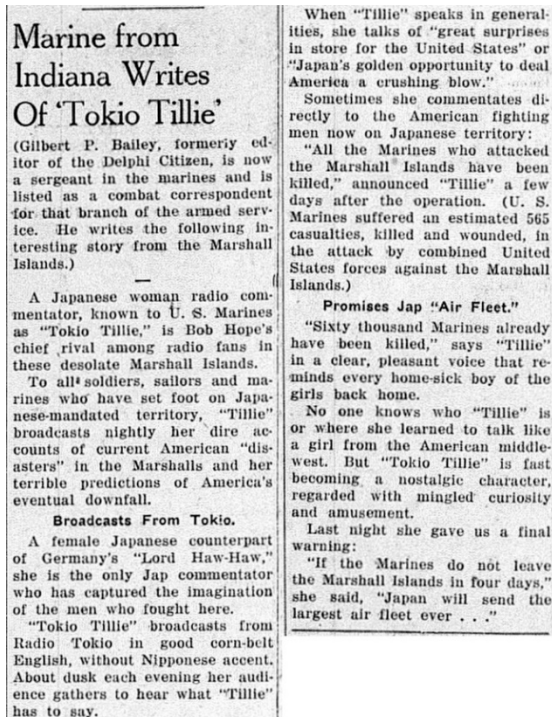 Marine from
Indiana Writes
Of 'Tokio Tillie'
(Gilbert P. Bailey, formerly ed-
itor of the Delphi Citizen, is now
a sergeant in the marines and is
listed as a combat correspondent
for that branch of the armed serv-
ice. He writes the following in-
teresting story from the Marshall
Islands.)
A Japanese woman radio com-
mentator, known to U. S. Marines
as "Tokio Tillie," is Bob Hope's
chief rival among radio fans in
these desolate Marshall Islands.
To all soldiers, sailors and ma-
rines who have set foot on Japa-
nese-mandated territory, "Tillie"
broadcasts nightly her dire ac-
counts of current American "dis-
asters" in the Marshalls and her
terrible predictions of America's
eventual downfall.
Broadcasts From Tokio.
A female Japanese counterpart
of Germany's "Lord Haw-Haw,"
she is the only Jap commentator
who has captured the imagination
of the men who fought here.
"Tokio Tillie" broadcasts from
Radio Tokio in good corn-belt
English, without Nipponese accent.
About dusk each evening her audi-
ence gathers to hear what "Tillie"
has to say.
When "Tillie" speaks in general-
ities, she talks of "great surprises
in store for the United States" or
"Japan's golden opportunity to deal
America a crushing blow."
Sometimes she commentates di-
rectly to the American fighting
men now on Japanese territory:
"All the Marines who attacked
the Marshall Islands have been
killed," announced "Tillie" a few
days after the operation. (U. S.
Marines suffered an estimated 565
casualties, killed and wounded, in
the attack by combined United
States forces against the Marshall
Islands.)
Promises Jap "Air Fleet."
"Sixty thousand Marines already
have been killed," says "Tillie"
in a clear, pleasant voice that re-
minds every home-sick boy of the
girls back home.
No one knows who "Tillie" is
or where she learned to talk like
a girl from the American middle-
west. But "Tokio Tillie" is fast
becoming a nostalgic character,
regarded with mingled curiosity
and amusement.
Last night she gave us a final
warning:
"If the Marines do not leave
the Marshall Islands in four days,"
she said, "Japan will send the
largest air fleet ever . . ."